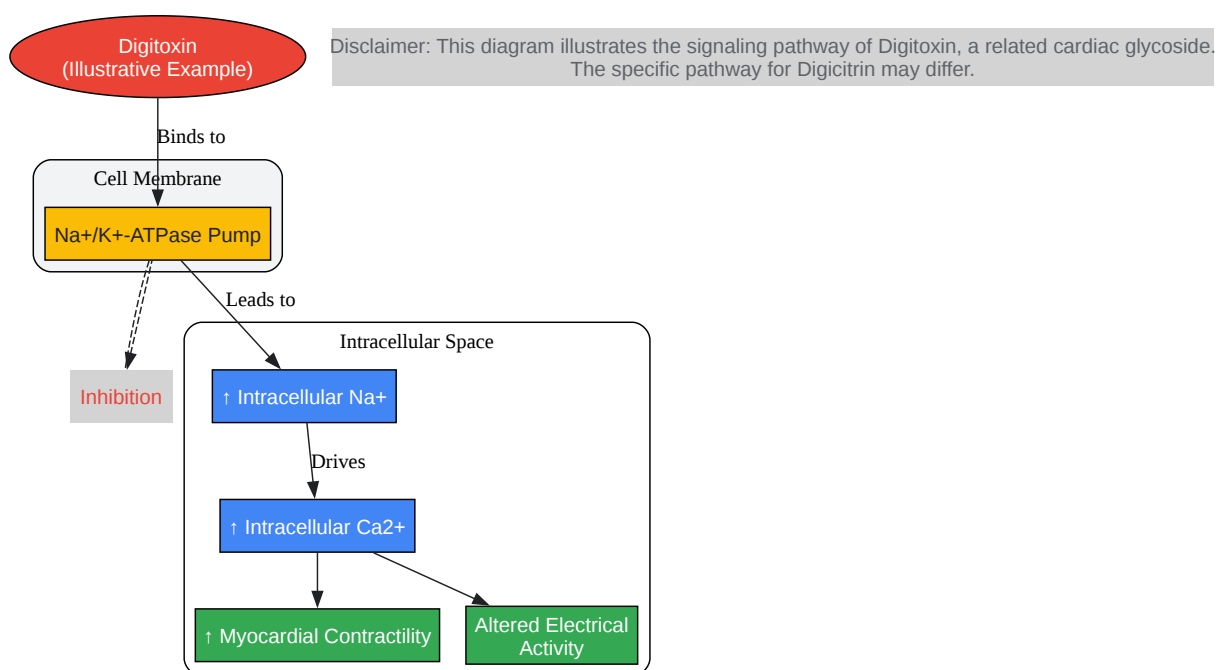 Digitoxin
(Illustrative Example)
Disclaimer: This diagram illustrates the signaling pathway of Digitoxin, a related cardiac glycoside.
The specific pathway for Digicitrin may differ.
Binds to
Cell Membrane
Na+/K+-ATPase Pump
Leads to
Intracellular Space
Inhibition
↑ Intracellular Na+
Drives
↑ Intracellular Ca2+
↑ Myocardial Contractility
Altered Electrical
Activity